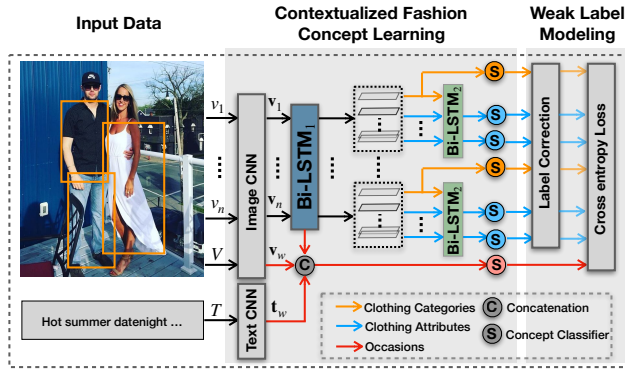 Input Data
Contextualized Fashion
Concept Learning
Weak Label
Modeling
v1
vn
V
T
Image CNN
Text CNN
v1
vn
vw
tw
Bi-LSTM1
Bi-LSTM2
Bi-LSTM2
C
S
S
S
S
S
S
S
Label Correction
Cross entropy Loss
Hot summer datenight ...
Clothing Categories
Clothing Attributes
Occasions
C
Concatenation
S
Concept Classifier